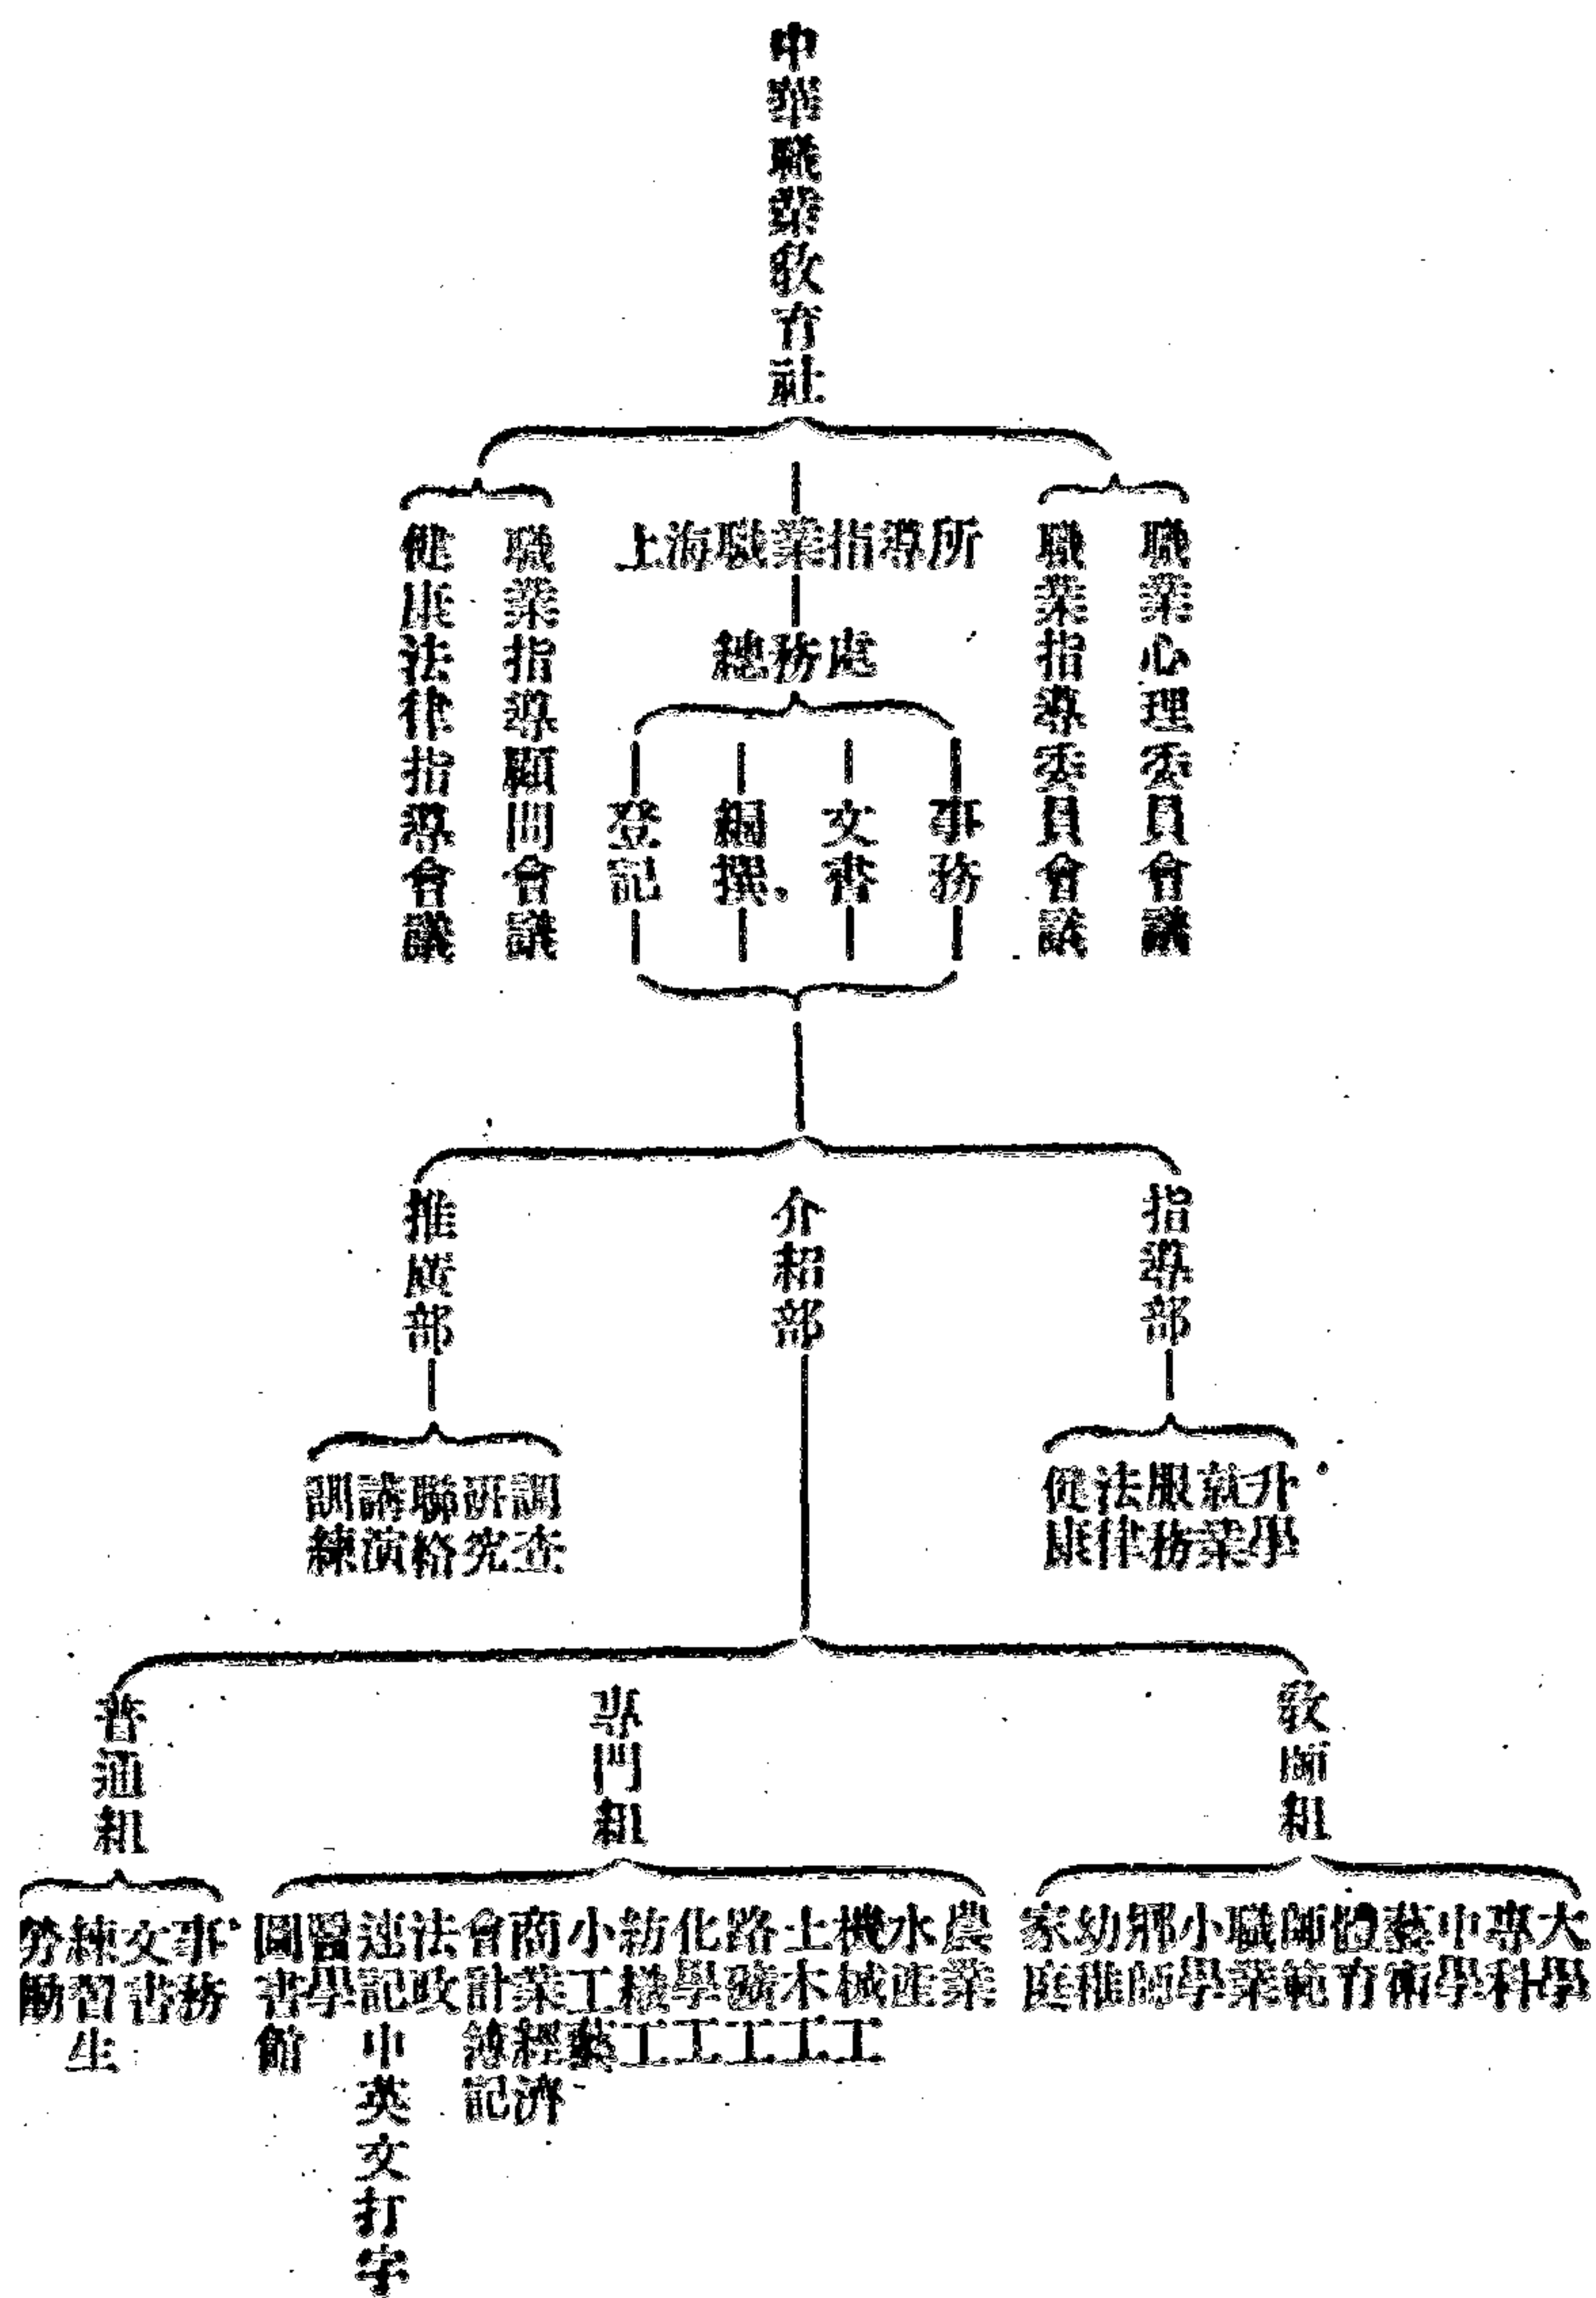 中華職業教育社
職業心理委員會議
職業指導委員會議
上海職業指導所
職業指導顧問會議
健康法律指導會議
總務處
事務
文書
編撰
登記
指導部
介紹部
推廣部
升學
就業
服務
法律
健康
調查
研究
聯絡
講演
訓練
教師組
專門組
普通組
大學
專科
中學
藝術
體育
師範
職業
小學
鄉師
幼稚
家庭
農業
水產
機械工
土木工
路礦工
化學工
紡織工
小工藝
商業經濟
會計簿記
法政
速記中英文打字
醫學
圖書館
事務
文書
練習生
勞働